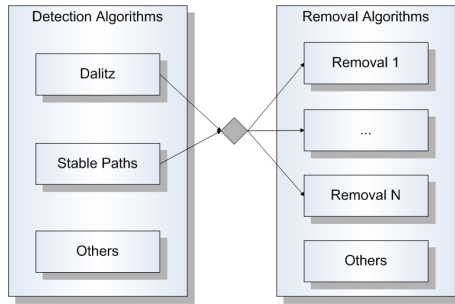 Detection Algorithms
Dalitz
Stable Paths
Others
Removal Algorithms
Removal 1
...
Removal N
Others